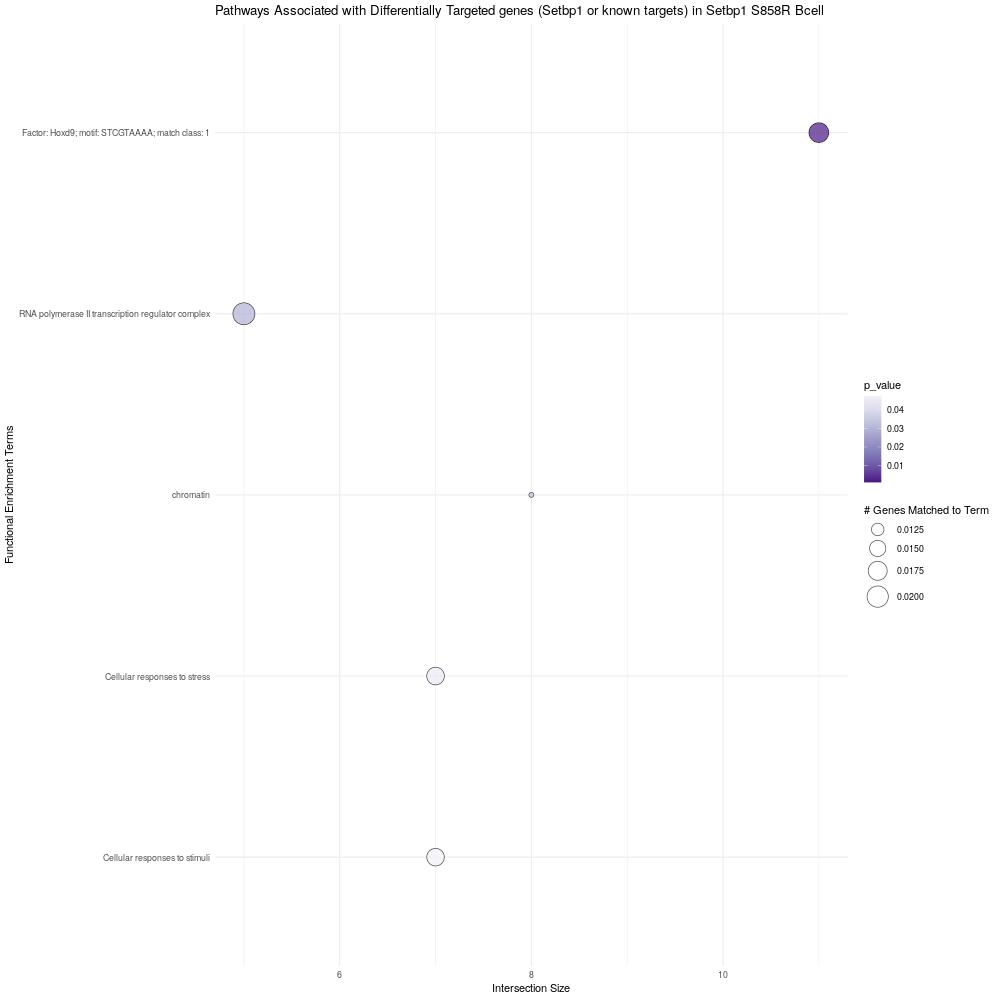 Pathways Associated with Differentially Targeted genes (Setbp1 or known targets) in Setbp1 S858R Bcell
Functional Enrichment Terms
Factor: Hoxd9; motif: STCGTAAAA; match class: 1
RNA polymerase II transcription regulator complex
chromatin
Cellular responses to stress
Cellular responses to stimuli
6
8
10
Intersection Size
p_value
0.04
0.03
0.02
0.01
# Genes Matched to Term
0.0125
0.0150
0.0175
0.0200